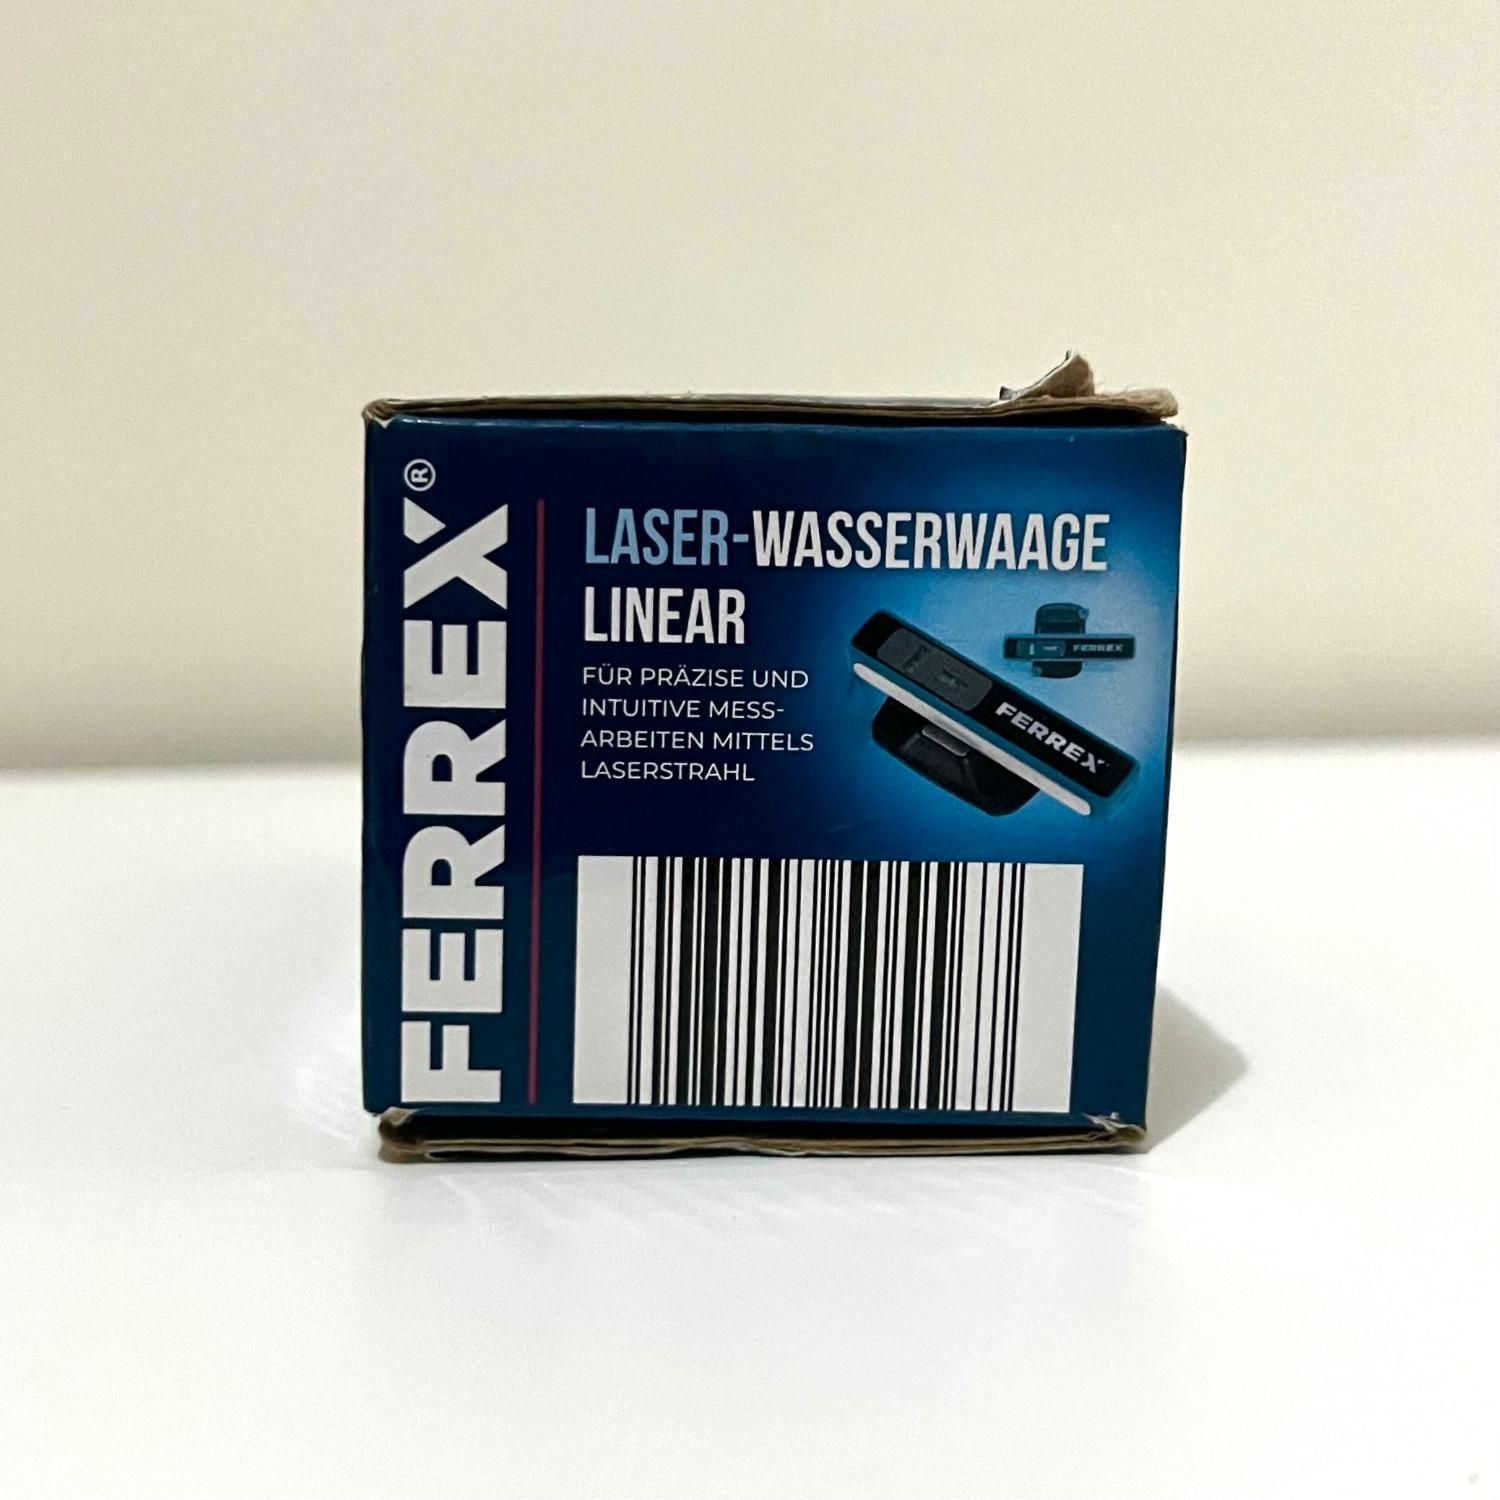 FERREX®
LASER-WASSERWAAGE
LINEAR
FÜR PRÄZISE UND
INTUITIVE MESS-
ARBEITEN MITTELS
LASERSTRAHL
FERREX
FERREX